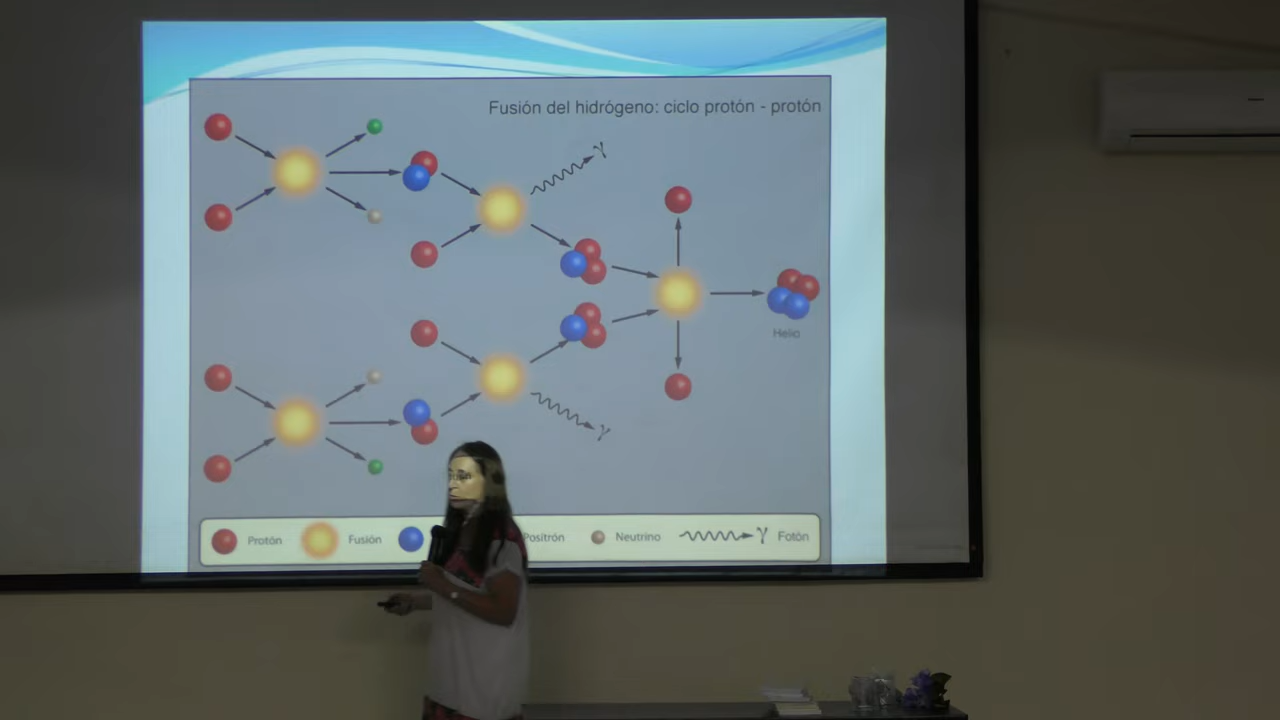 Fusión del hidrógeno: ciclo protón - protón
γ
γ
Helio
Protón
Fusión
Positrón
Neutrino
γ Fotón